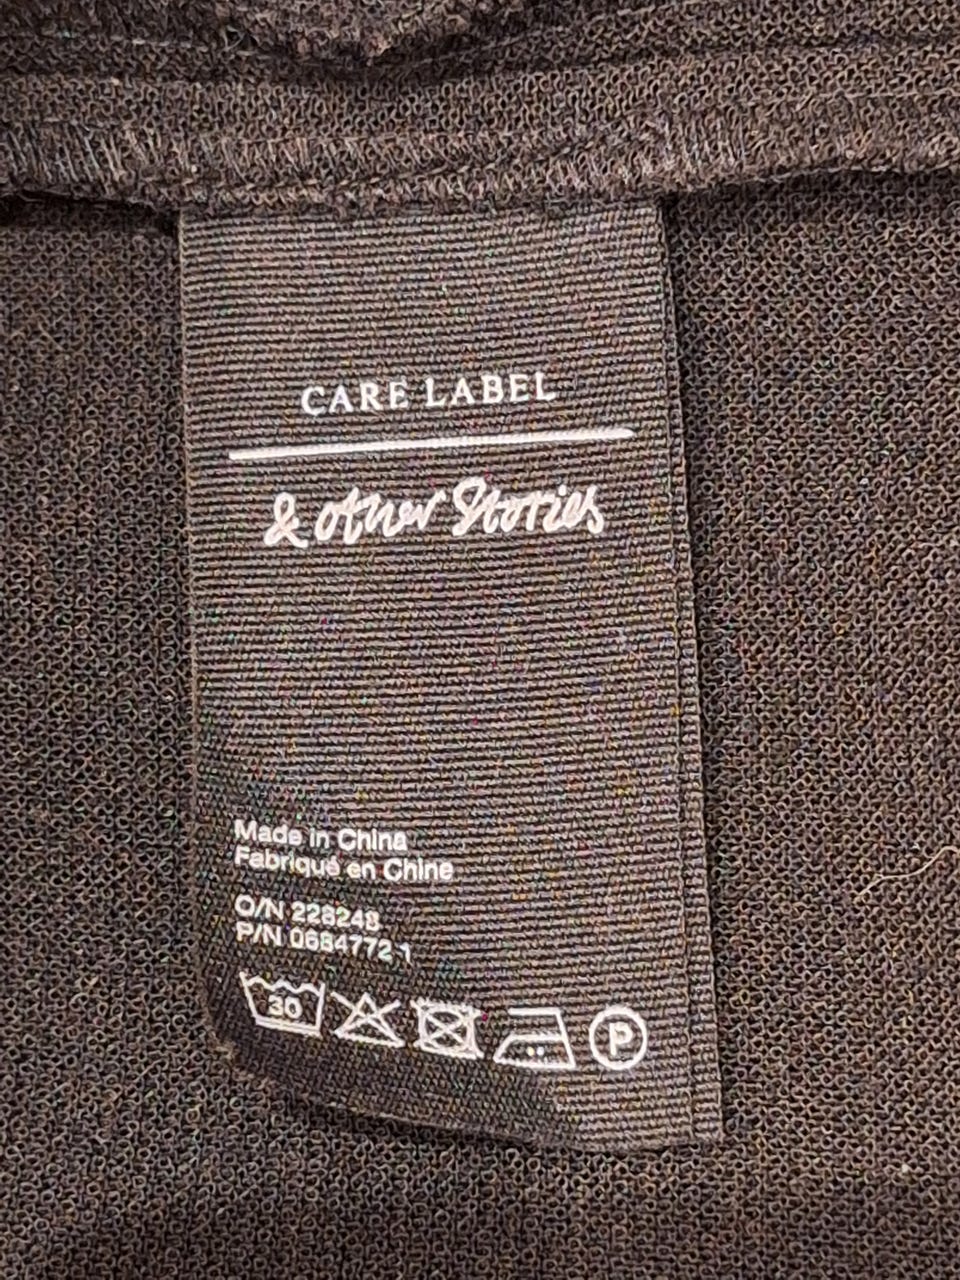 CARE LABEL
& other Stories
Made in China
Fabriqué en Chine
O/N 228248
P/N 0684772-1
30
P